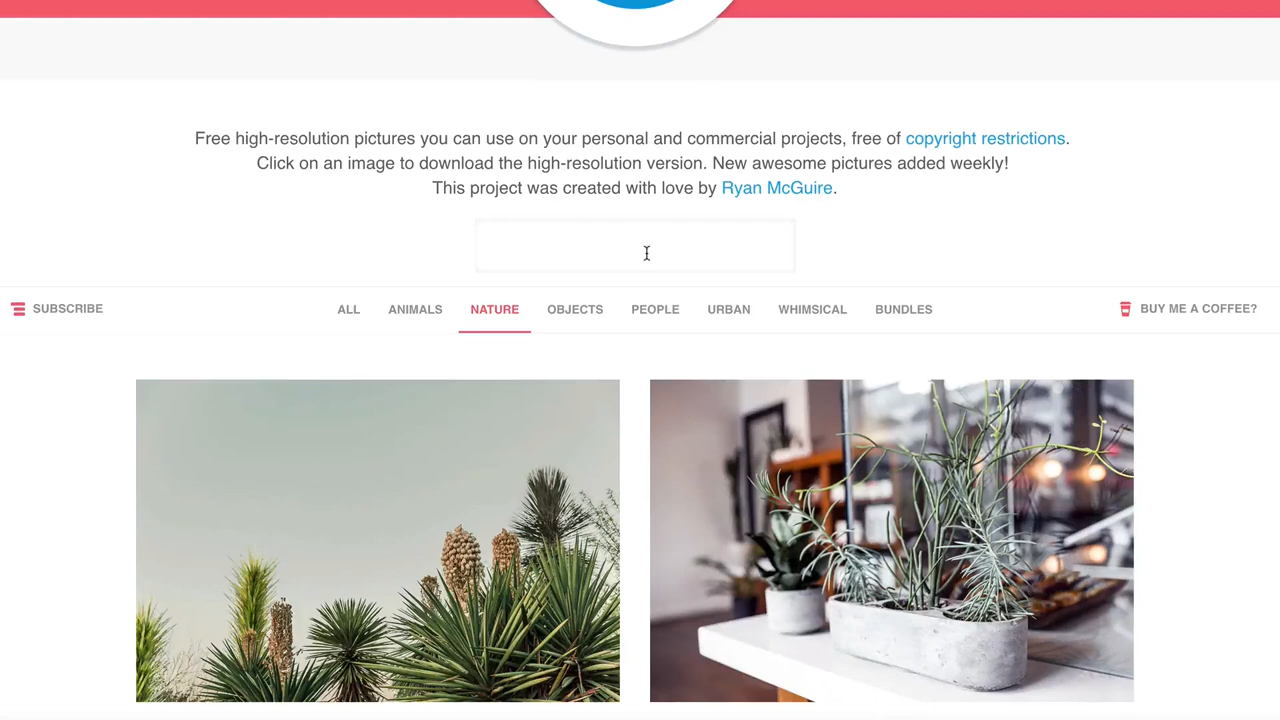 Free high-resolution pictures you can use on your personal and commercial projects, free of copyright restrictions.
Click on an image to download the high-resolution version. New awesome pictures added weekly!
This project was created with love by Ryan McGuire.
SUBSCRIBE ALL ANIMALS NATURE OBJECTS PEOPLE URBAN WHIMSICAL BUNDLES BUY ME A COFFEE?